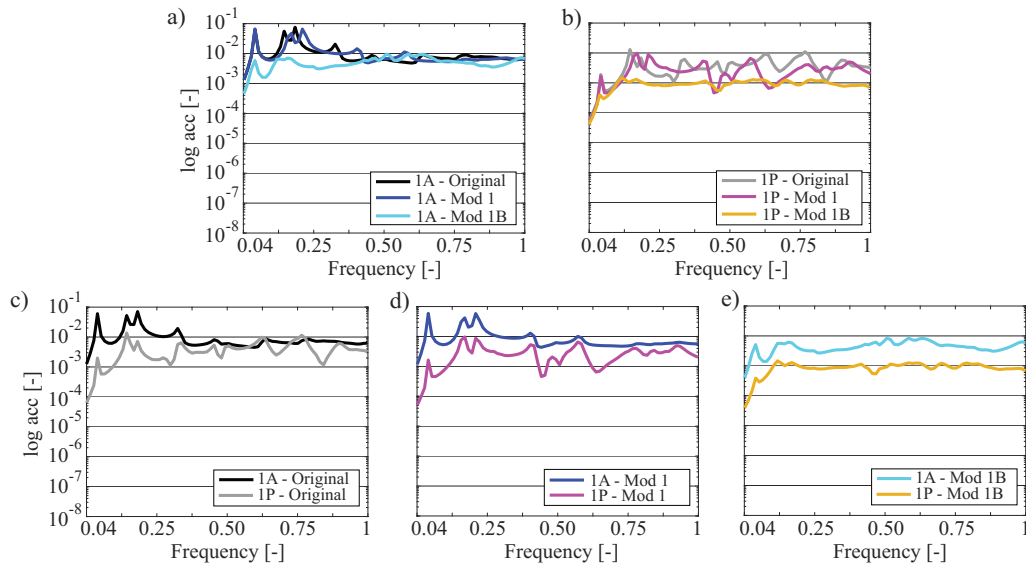 a)
b)
log acc [-]
10-1
10-2
10-3
10-4
10-5
10-6
10-7
10-8
1A - Original
1A - Mod 1
1A - Mod 1B
0.04 0.25 0.50 0.75 1
Frequency [-]
1P - Original
1P - Mod 1
1P - Mod 1B
0.04 0.25 0.50 0.75 1
Frequency [-]
c)
d)
e)
log acc [-]
10-1
10-2
10-3
10-4
10-5
10-6
10-7
10-8
1A - Original
1P - Original
0.04 0.25 0.50 0.75 1
Frequency [-]
1A - Mod 1
1P - Mod 1
0.04 0.25 0.50 0.75 1
Frequency [-]
1A - Mod 1B
1P - Mod 1B
0.04 0.25 0.50 0.75 1
Frequency [-]